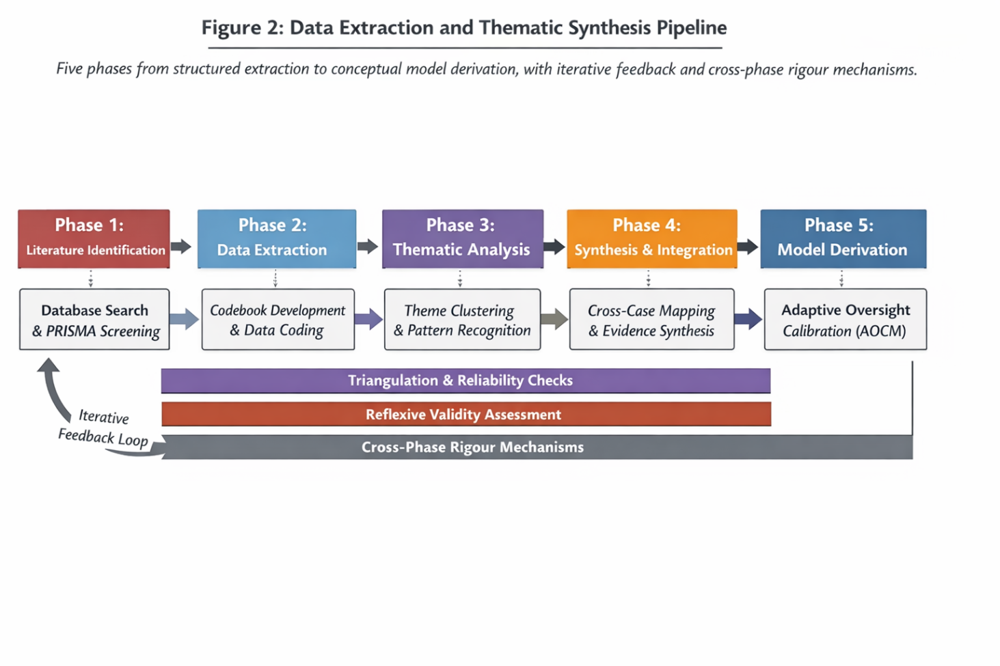 Figure 2: Data Extraction and Thematic Synthesis Pipeline
Five phases from structured extraction to conceptual model derivation, with iterative feedback and cross-phase rigour mechanisms.
Phase 1:
Literature Identification
Phase 2:
Data Extraction
Phase 3:
Thematic Analysis
Phase 4:
Synthesis & Integration
Phase 5:
Model Derivation
Database Search
& PRISMA Screening
Codebook Development
& Data Coding
Theme Clustering
& Pattern Recognition
Cross-Case Mapping
& Evidence Synthesis
Adaptive Oversight
Calibration (AOCM)
Triangulation & Reliability Checks
Reflexive Validity Assessment
Cross-Phase Rigour Mechanisms
Iterative
Feedback Loop